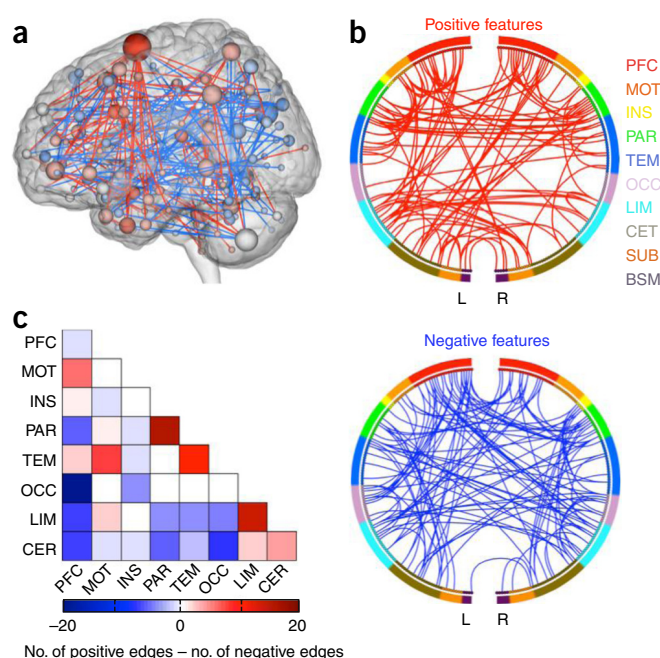 a
b
Positive features
PFC
MOT
INS
PAR
TEM
OCC
LIM
CET
SUB
BSM
L R
c
PFC
MOT
INS
PAR
TEM
OCC
LIM
CER
PFC MOT INS PAR TEM OCC LIM CER
–20 0 20
No. of positive edges – no. of negative edges
Negative features
L R